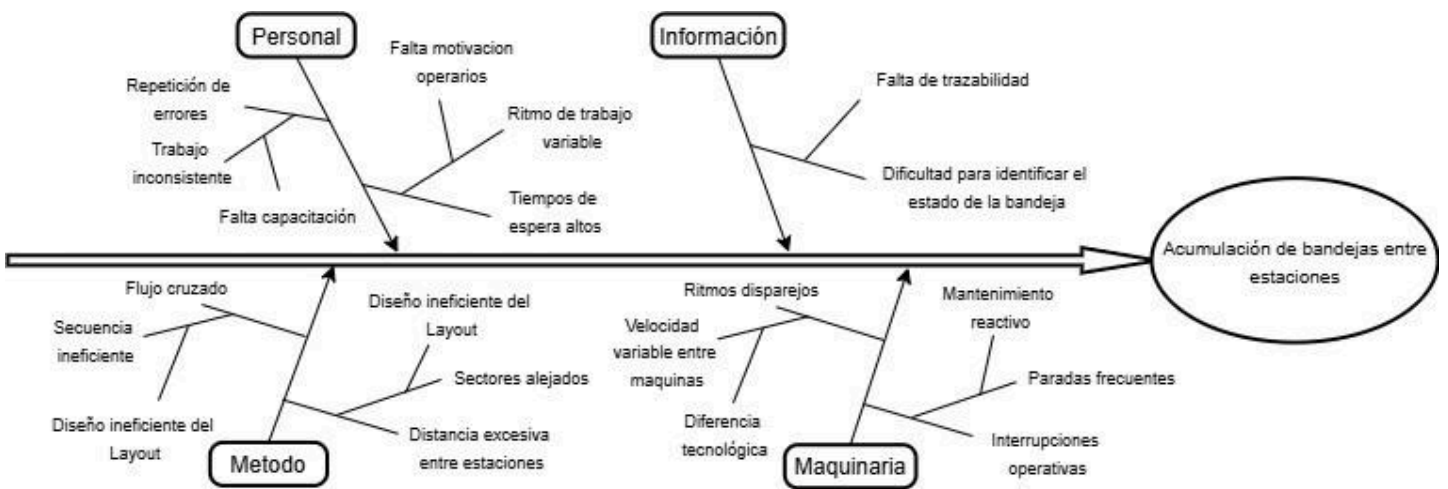 Personal
Información
Falta motivacion
operarios
Repetición de
errores
Falta de trazabilidad
Ritmo de trabajo
variable
Trabajo
inconsistente
Dificultad para identificar el
estado de la bandeja
Falta capacitación
Tiempos de
espera altos
Acumulación de bandejas entre
estaciones
Flujo cruzado
Diseño ineficiente del
Layout
Ritmos disparejos
Mantenimiento
reactivo
Secuencia
ineficiente
Velocidad
variable entre
maquinas
Sectores alejados
Paradas frecuentes
Diseño ineficiente del
Layout
Distancia excesiva
entre estaciones
Diferencia
tecnológica
Interrupciones
operativas
Metodo
Maquinaria